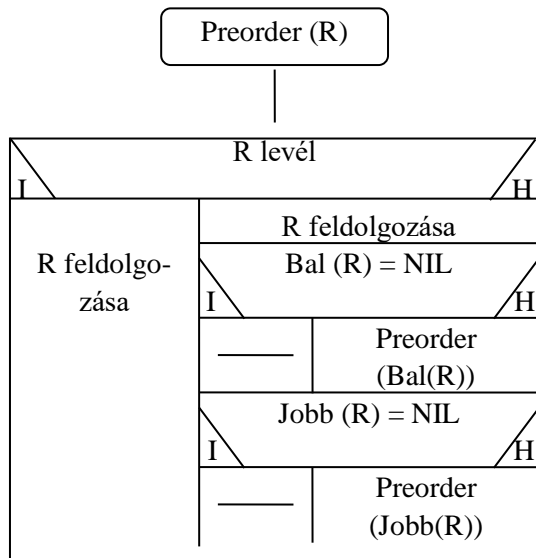 Preorder (R)
R levél
I
H
R feldolgozása
R feldolgo-
zása
Bal (R) = NIL
I
H
Preorder
(Bal(R))
Jobb (R) = NIL
I
H
Preorder
(Jobb(R))